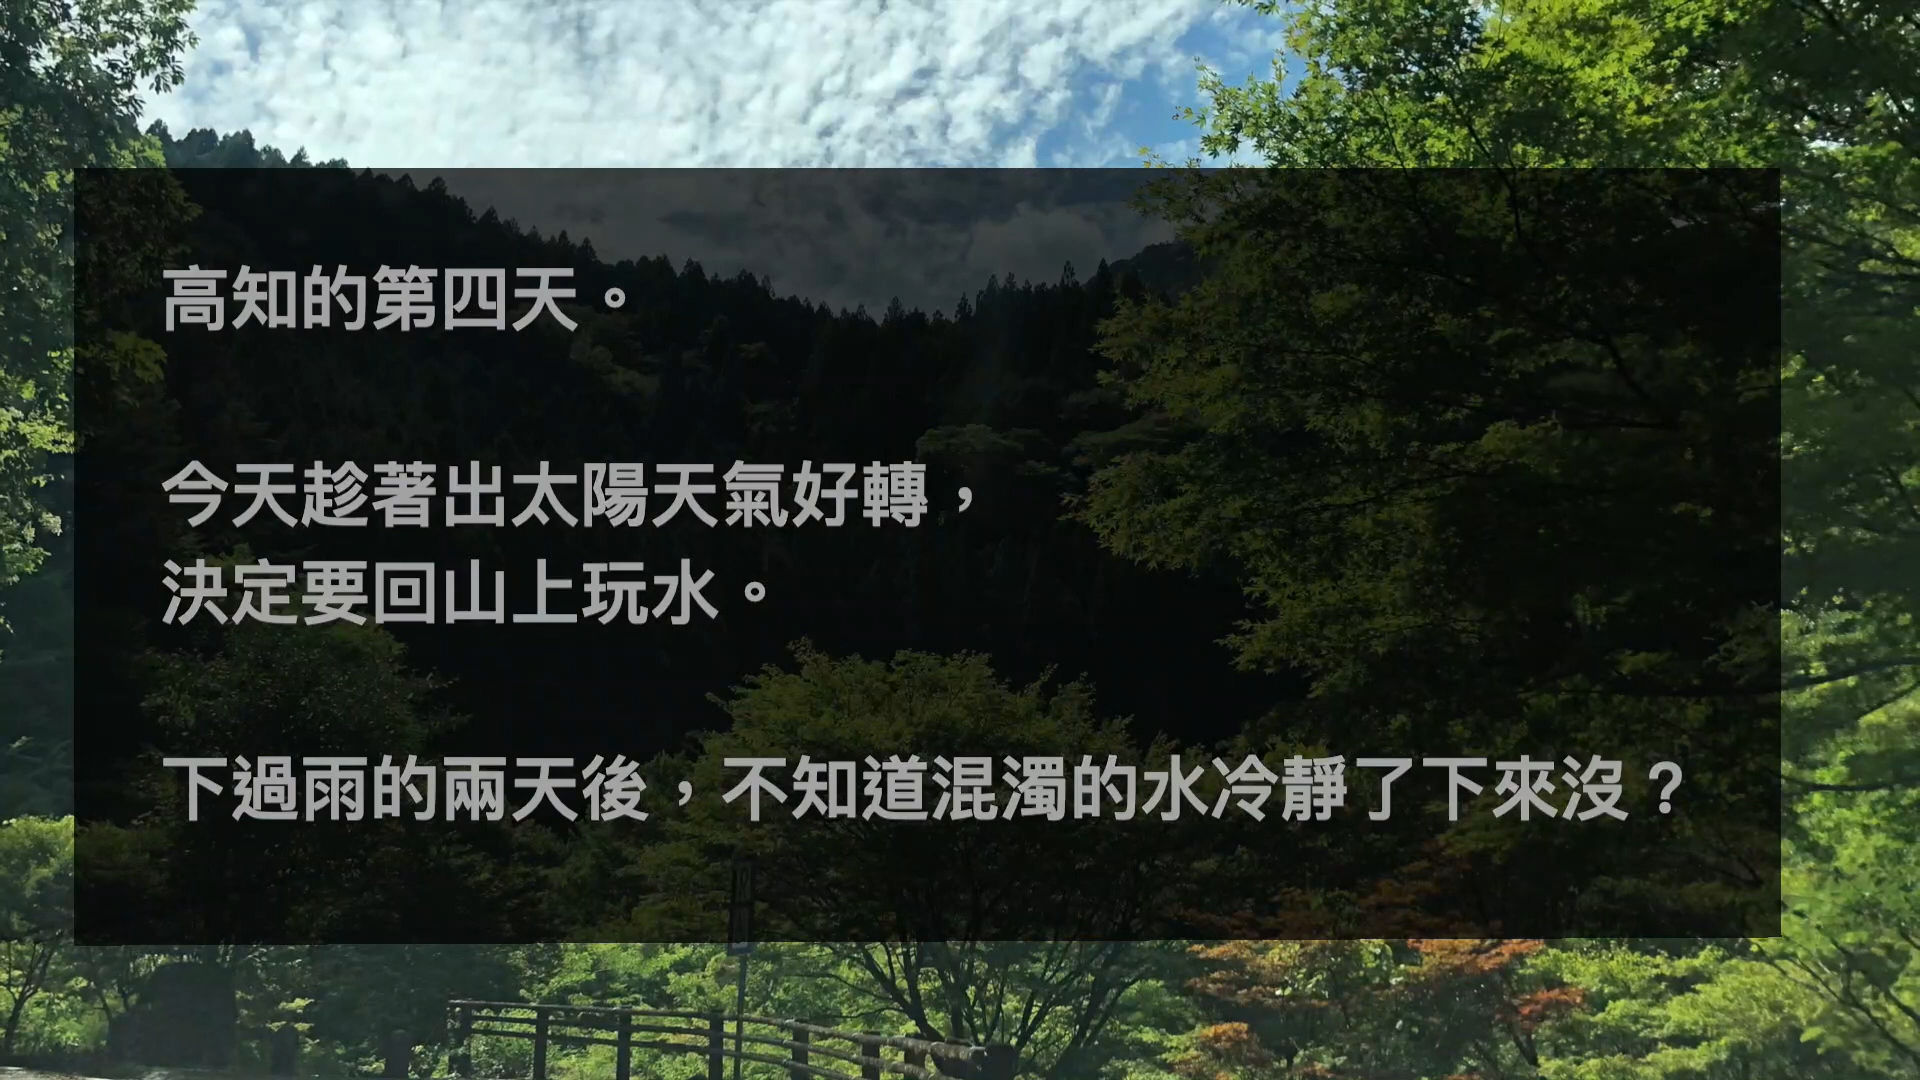 高知的第四天。
今天趁著出太陽天氣好轉，
決定要回山上玩水。
下過雨的兩天後，不知道混濁的水冷靜了下來沒？